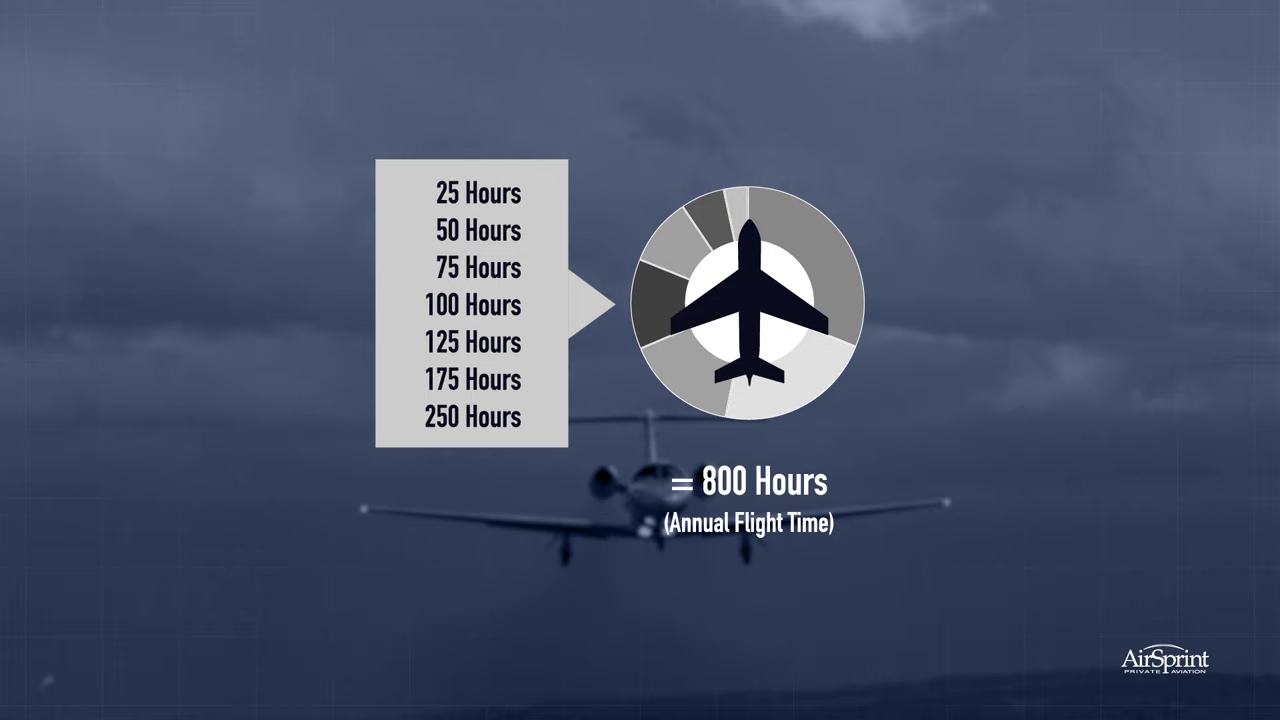 25 Hours
50 Hours
75 Hours
100 Hours
125 Hours
175 Hours
250 Hours
= 800 Hours
(Annual Flight Time)
AirSprint
PRIVATE AVIATION